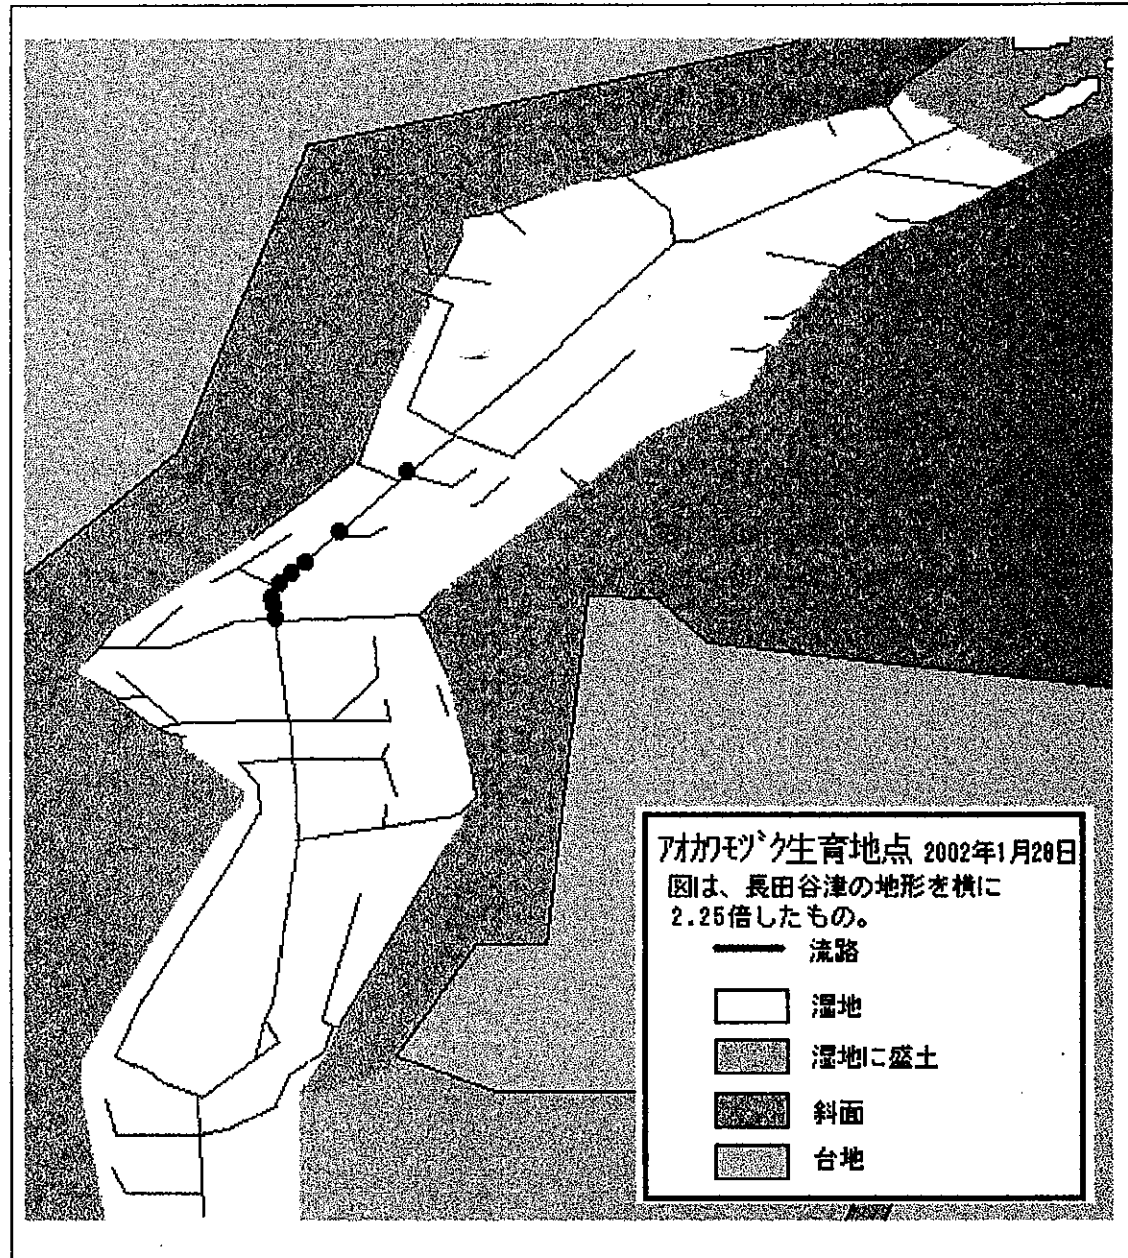 アオカワモヅク生育地点 2002年1月28日
図は、長田谷津の地形を横に
2.25倍したもの。
流路
湿地
湿地に盛土
斜面
台地